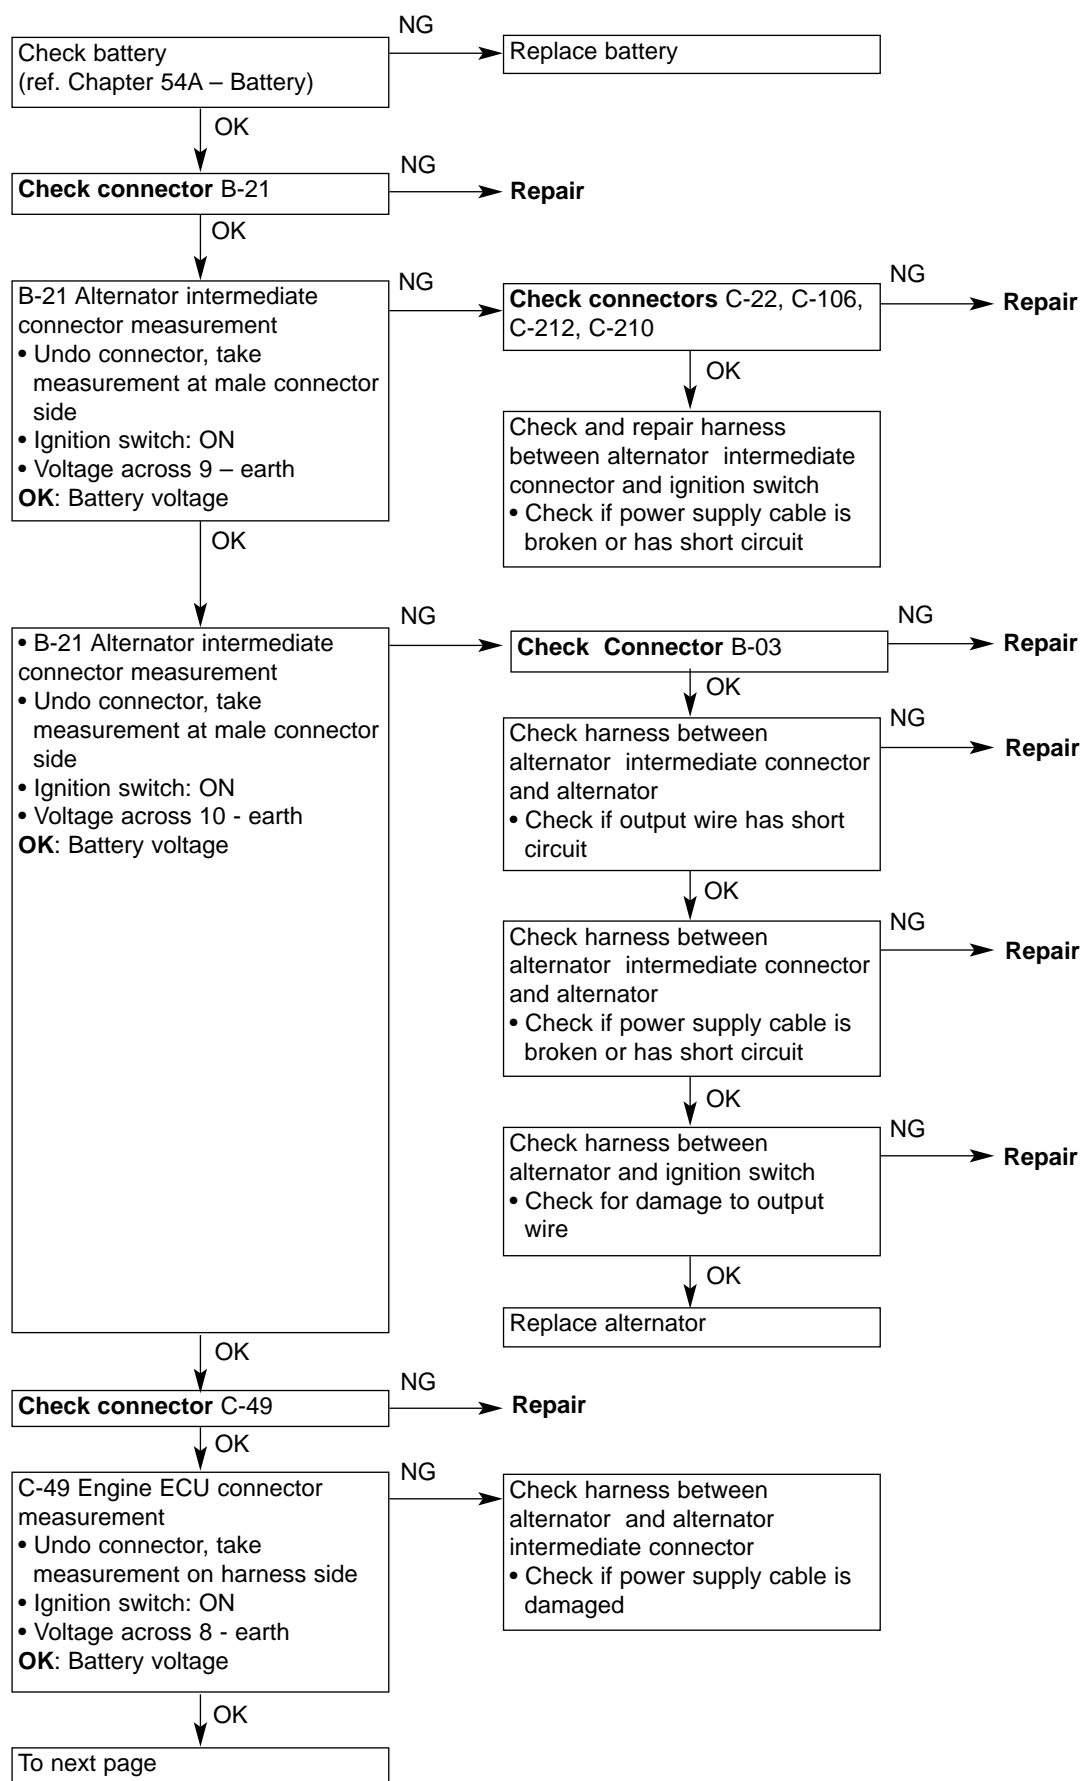 Check battery
(ref. Chapter 54A – Battery)
NG
Replace battery
OK
Check connector B-21
NG
Repair
OK
B-21 Alternator intermediate
connector measurement
• Undo connector, take
measurement at male connector
side
• Ignition switch: ON
• Voltage across 9 – earth
OK: Battery voltage
NG
Check connectors C-22, C-106,
C-212, C-210
NG
Repair
OK
Check and repair harness
between alternator intermediate
connector and ignition switch
• Check if power supply cable is
broken or has short circuit
OK
• B-21 Alternator intermediate
connector measurement
• Undo connector, take
measurement at male connector
side
• Ignition switch: ON
• Voltage across 10 - earth
OK: Battery voltage
NG
Check Connector B-03
NG
Repair
OK
Check harness between
alternator intermediate connector
and alternator
• Check if output wire has short
circuit
NG
Repair
OK
Check harness between
alternator intermediate connector
and alternator
• Check if power supply cable is
broken or has short circuit
NG
Repair
OK
Check harness between
alternator and ignition switch
• Check for damage to output
wire
NG
Repair
OK
Replace alternator
OK
Check connector C-49
NG
Repair
OK
C-49 Engine ECU connector
measurement
• Undo connector, take
measurement on harness side
• Ignition switch: ON
• Voltage across 8 - earth
OK: Battery voltage
NG
Check harness between
alternator and alternator
intermediate connector
• Check if power supply cable is
damaged
OK
To next page